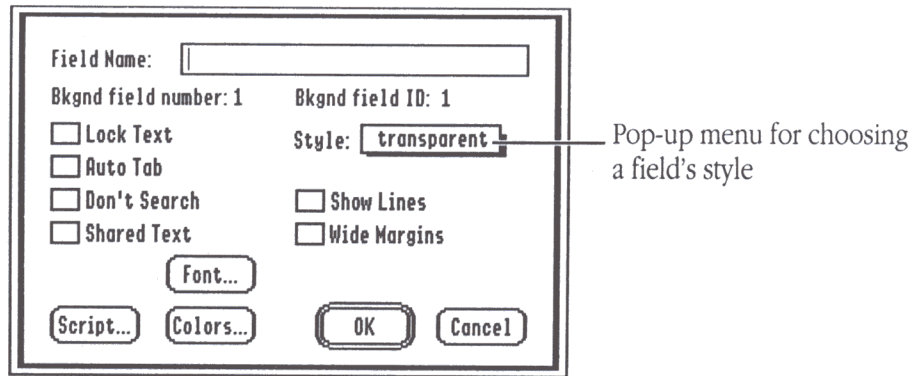 Field Name:
Bkgnd field number: 1
Bkgnd field ID: 1
Lock Text
Style: transparent
Pop-up menu for choosing
a field's style
Auto Tab
Don't Search
Show Lines
Shared Text
Wide Margins
Font...
Script...
Colors...
OK
Cancel